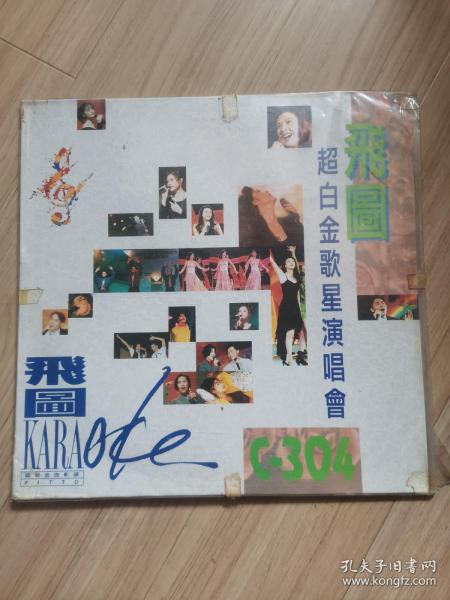 飛圖
超白金歌星演唱會
飛圖
KARAoke
FITTO
C-304
孔夫子旧书网
www.kongfz.com